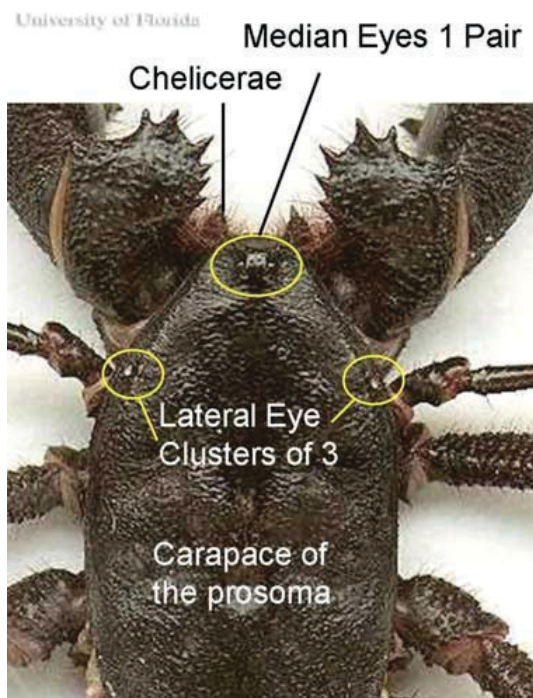 University of Florida
Median Eyes 1 Pair
Chelicerae
Lateral Eye
Clusters of 3
Carapace of
the prosoma